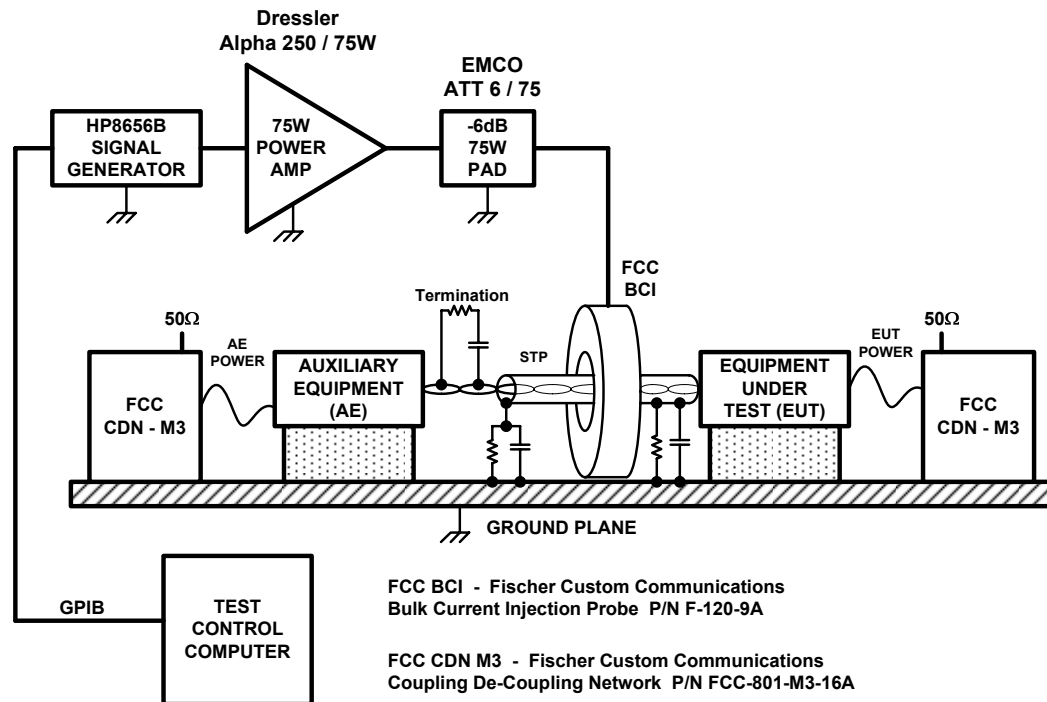 Dressler
Alpha 250 / 75W
EMCO
ATT 6 / 75
HP8656B
SIGNAL
GENERATOR
75W
POWER
AMP
-6dB
75W
PAD
FCC
BCI
Termination
50Ω
AE
POWER
STP
EUT
POWER
50Ω
FCC
CDN - M3
AUXILIARY
EQUIPMENT
(AE)
EQUIPMENT
UNDER
TEST (EUT)
FCC
CDN - M3
GROUND PLANE
GPIB
TEST
CONTROL
COMPUTER
FCC BCI - Fischer Custom Communications
Bulk Current Injection Probe P/N F-120-9A
FCC CDN M3 - Fischer Custom Communications
Coupling De-Coupling Network P/N FCC-801-M3-16A